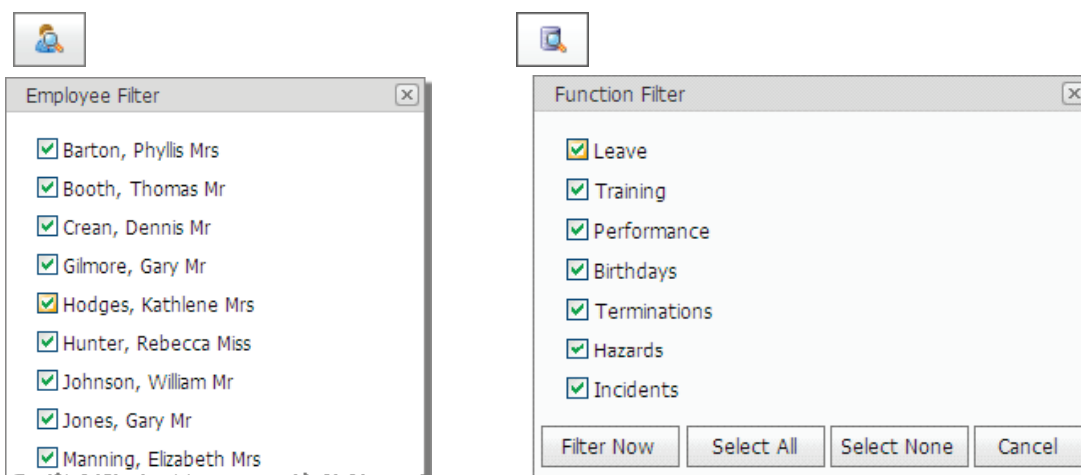 Employee Filter
Barton, Phyllis Mrs
Booth, Thomas Mr
Crean, Dennis Mr
Gilmore, Gary Mr
Hodges, Kathlene Mrs
Hunter, Rebecca Miss
Johnson, William Mr
Jones, Gary Mr
Manning, Elizabeth Mrs
Function Filter
Leave
Training
Performance
Birthdays
Terminations
Hazards
Incidents
Filter Now
Select All
Select None
Cancel